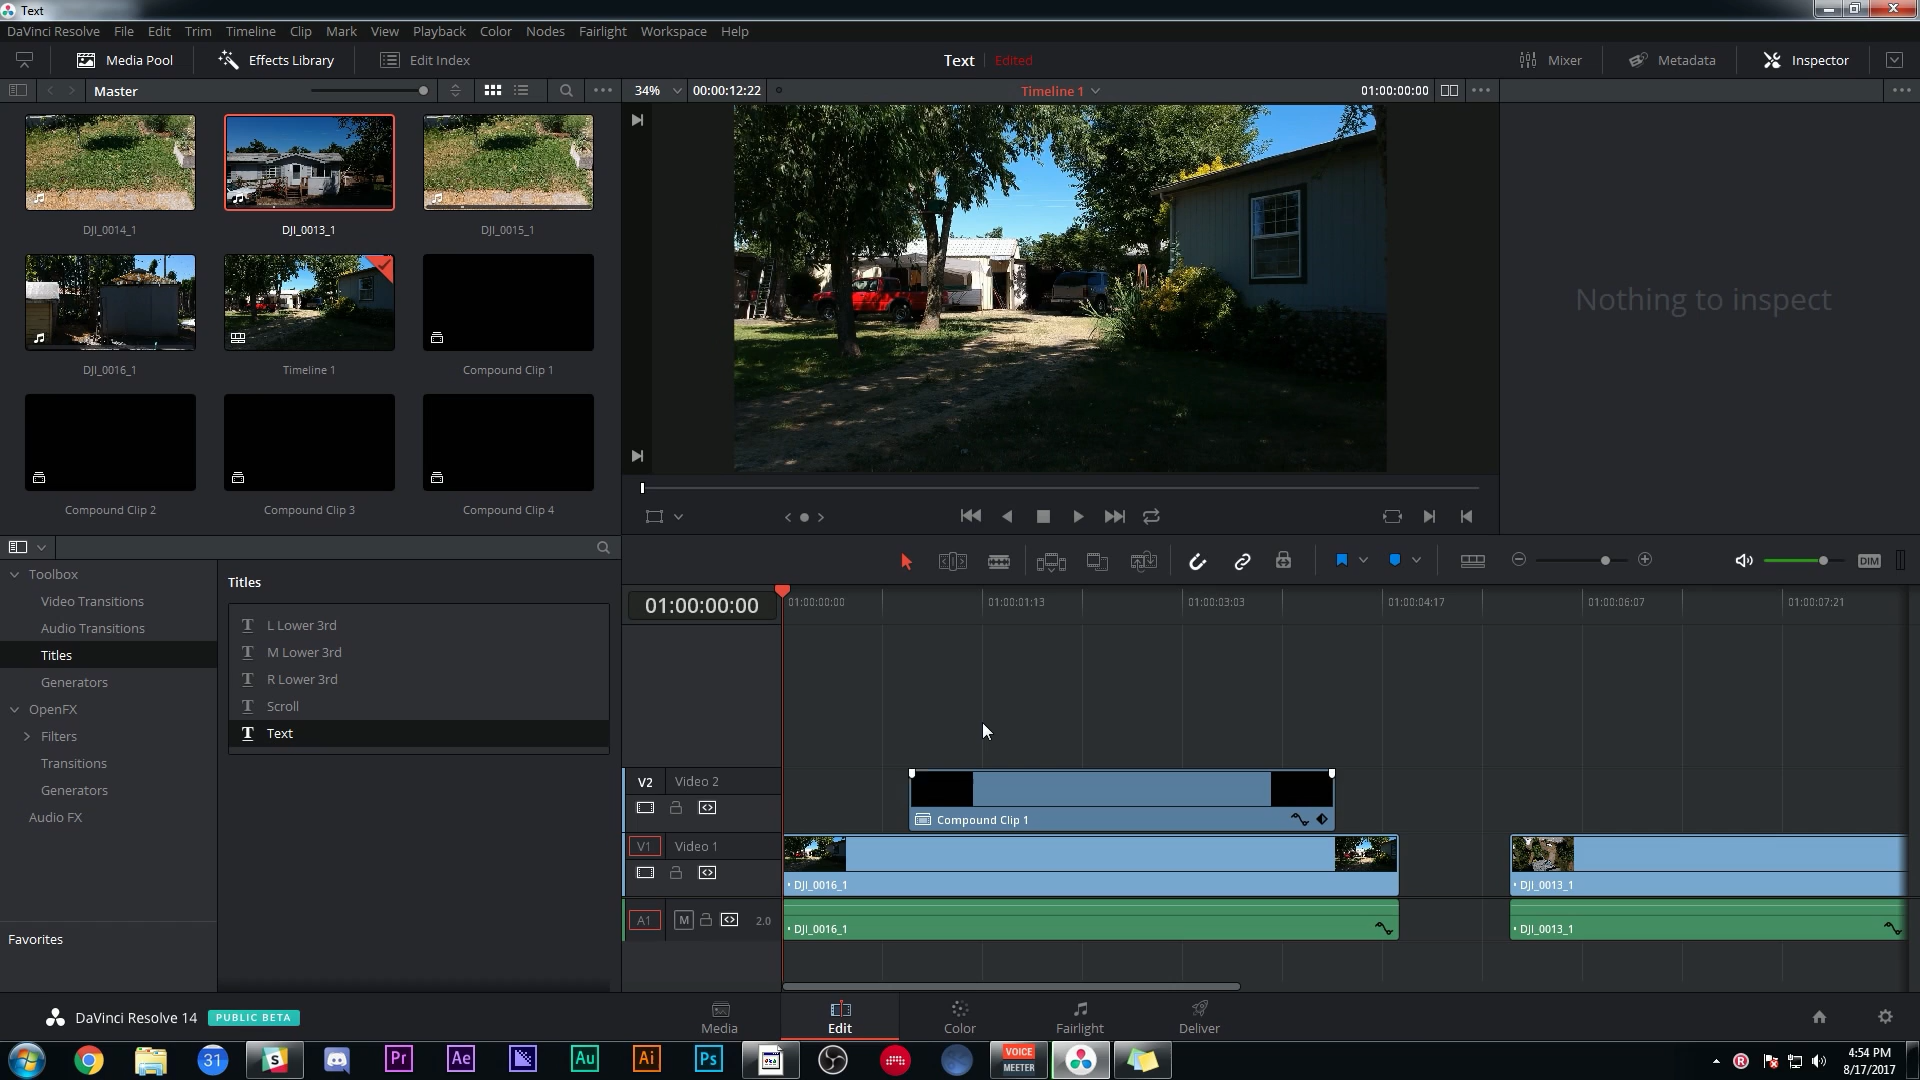 Text
DaVinci Resolve File Edit Trim Timeline Clip Mark View Playback Color Nodes Fairlight Workspace Help
Media Pool Effects Library Edit Index Text Edited Mixer Metadata Inspector
Master 34% 00:00:12:22 Timeline 1 01:00:00:00
DJI_0014_1 DJI_0013_1 DJI_0015_1
Nothing to inspect
DJI_0016_1 Timeline 1 Compound Clip 1
Compound Clip 2 Compound Clip 3 Compound Clip 4
DIM
Toolbox
Video Transitions
Audio Transitions
Titles
Generators
OpenFX
Filters
Transitions
Generators
Audio FX
Favorites
Titles
L Lower 3rd
M Lower 3rd
R Lower 3rd
Scroll
Text
01:00:00:00 01:00:00:00 01:00:01:13 01:00:03:03 01:00:04:17 01:00:06:07 01:00:07:21
V2 Video 2
Compound Clip 1
V1 Video 1
DJI_0016_1 DJI_0013_1
A1 M 2.0
DJI_0016_1 DJI_0013_1
DaVinci Resolve 14 PUBLIC BETA
Media Edit Color Fairlight Deliver
31 S Pr Ae Au Ai Ps VOICE MEETER R
4:54 PM
8/17/2017